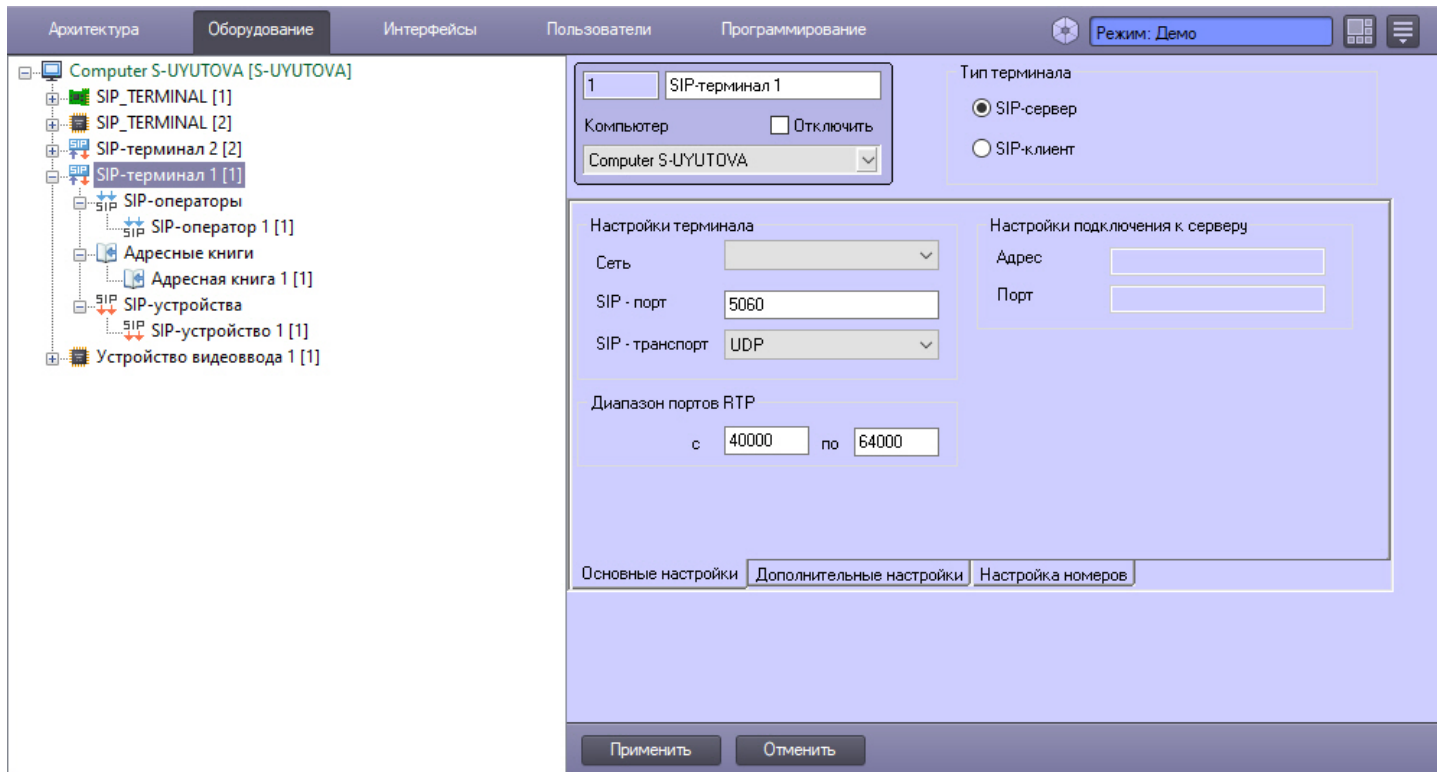 Архитектура Оборудование Интерфейсы Пользователи Программирование Режим: Демо
Computer S-UYUTOVA [S-UYUTOVA]
SIP_TERMINAL [1]
SIP_TERMINAL [2]
SIP-терминал 2 [2]
SIP-терминал 1 [1]
SIP-операторы
SIP-оператор 1 [1]
Адресные книги
Адресная книга 1 [1]
SIP-устройства
SIP-устройство 1 [1]
Устройство видеоввода 1 [1]
1 SIP-терминал 1
Компьютер Отключить
Computer S-UYUTOVA
Тип терминала
SIP-сервер
SIP-клиент
Настройки терминала
Сеть
SIP - порт 5060
SIP - транспорт UDP
Настройки подключения к серверу
Адрес
Порт
Диапазон портов RTP
с 40000 по 64000
Основные настройки Дополнительные настройки Настройка номеров
Применить Отменить